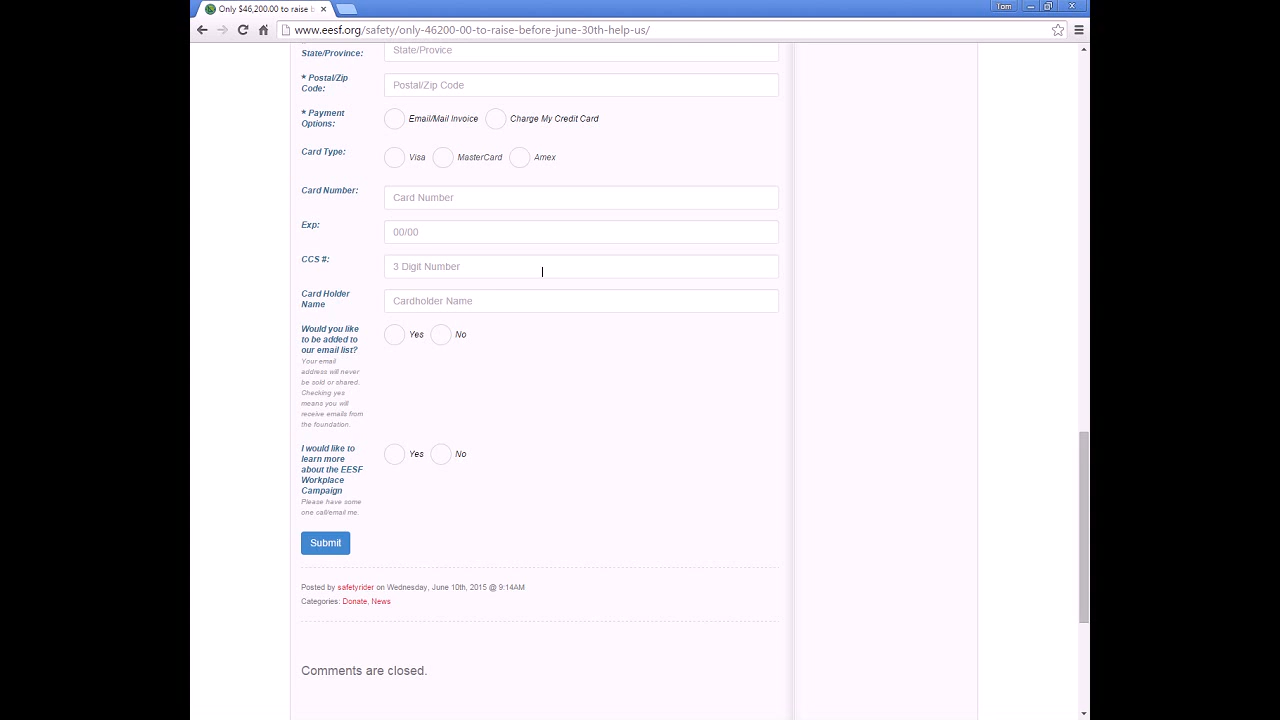 Only $46,200.00 to raise b
Tom
www.eesf.org/safety/only-46200-00-to-raise-before-june-30th-help-us/
State/Province:
State/Provice
* Postal/Zip
Code:
Postal/Zip Code
* Payment
Options:
Email/Mail Invoice
Charge My Credit Card
Card Type:
Visa
MasterCard
Amex
Card Number:
Card Number
Exp:
00/00
CCS #:
3 Digit Number
Card Holder
Name
Cardholder Name
Would you like
to be added to
our email list?
Your email
address will never
be sold or shared.
Checking yes
means you will
receive emails from
the foundation.
Yes
No
I would like to
learn more
about the EESF
Workplace
Campaign
Please have some
one call/email me.
Yes
No
Submit
Posted by safetyrider on Wednesday, June 10th, 2015 @ 9:14AM
Categories: Donate, News
Comments are closed.